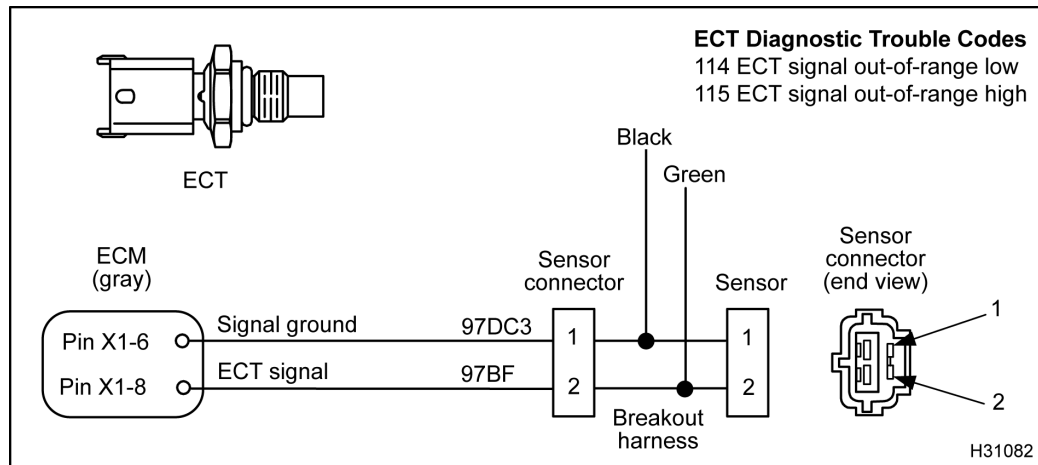 ECT Diagnostic Trouble Codes
114 ECT signal out-of-range low
115 ECT signal out-of-range high
ECT
Black
Green
ECM
(gray)
Sensor
connector
Sensor
Sensor
connector
(end view)
Pin X1-6
Signal ground
97DC3
1
1
1
Pin X1-8
ECT signal
97BF
2
2
2
Breakout
harness
H31082